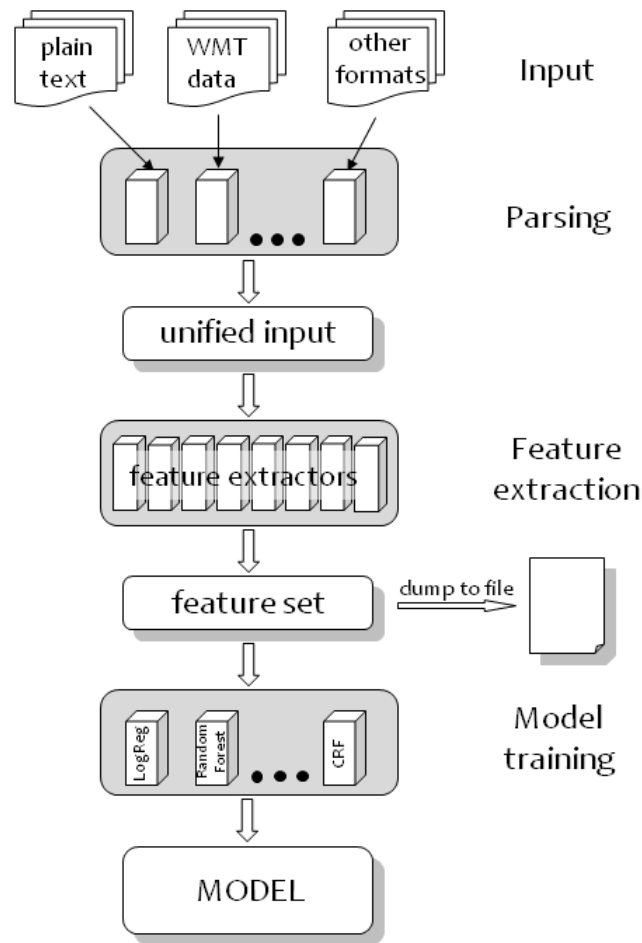 plain
text
WMT
data
other
formats
Input
Parsing
unified input
feature extractors
Feature
extraction
feature set
dump to file
LogReg
Random
Forest
CRF
Model
training
MODEL